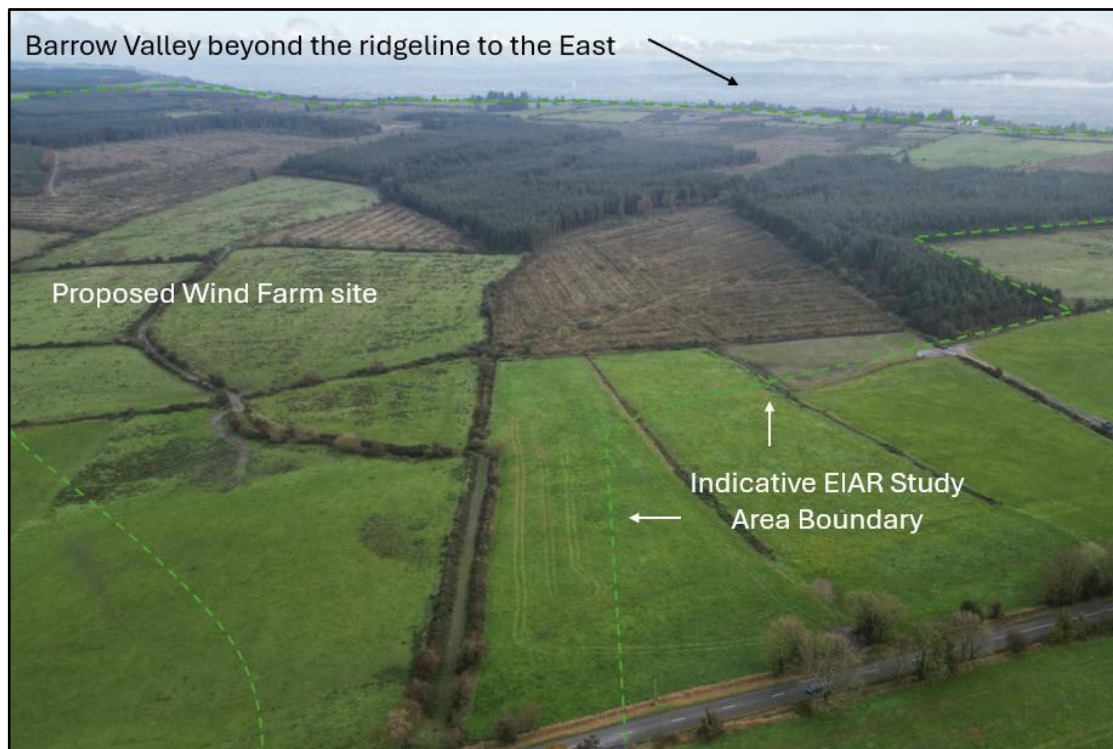 Barrow Valley beyond the ridgeline to the East
Proposed Wind Farm site
Indicative EIAR Study
Area Boundary